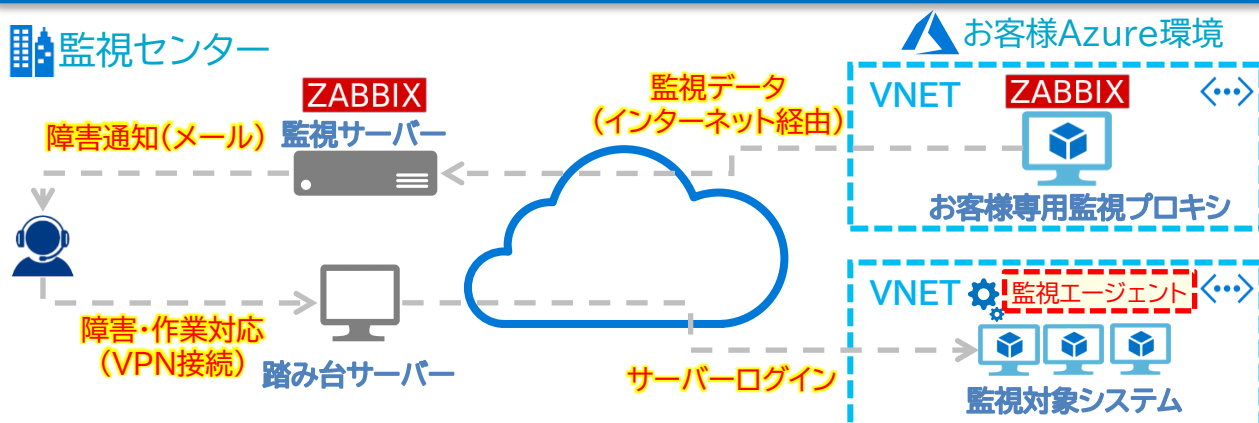 監視センター
お客様Azure環境
ZABBIX
監視サーバー
障害通知(メール)
監視データ
(インターネット経由)
VNET
ZABBIX
お客様専用監視プロキシ
障害・作業対応
(VPN接続)
踏み台サーバー
サーバーログイン
VNET
監視エージェント
監視対象システム